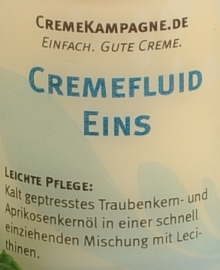 CREMEKAMPAGNE.DE
EINFACH. GUTE CREME.
CREMEFLUID
EINS
LEICHTE PFLEGE:
Kalt geptresstes Traubenkern- und
Aprikosenkernöl in einer schnell
einziehenden Mischung mit Leci-
thinen.